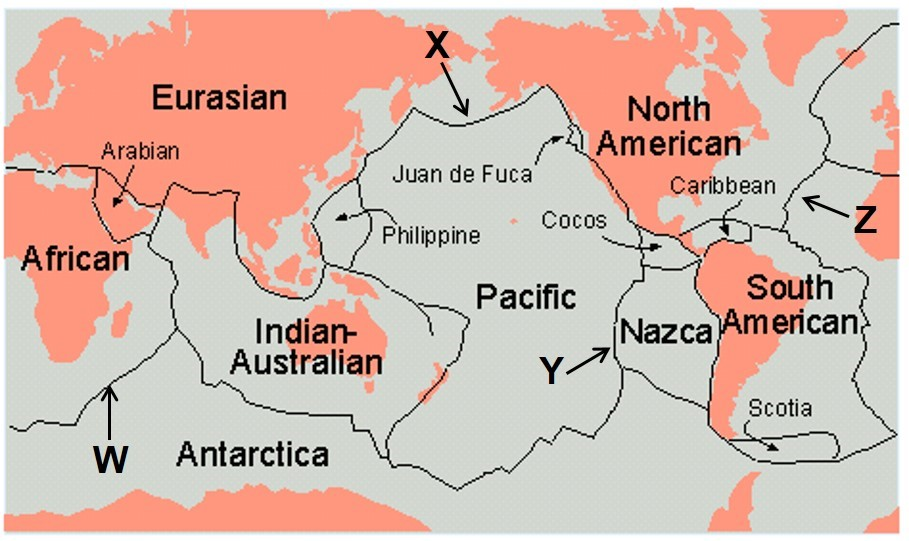 X
Eurasian
North
American
Arabian
Juan de Fuca
Caribbean
Cocos
Z
Philippine
African
Pacific
South
American
Indian-
Australian
Nazca
Y
Scotia
W
Antarctica